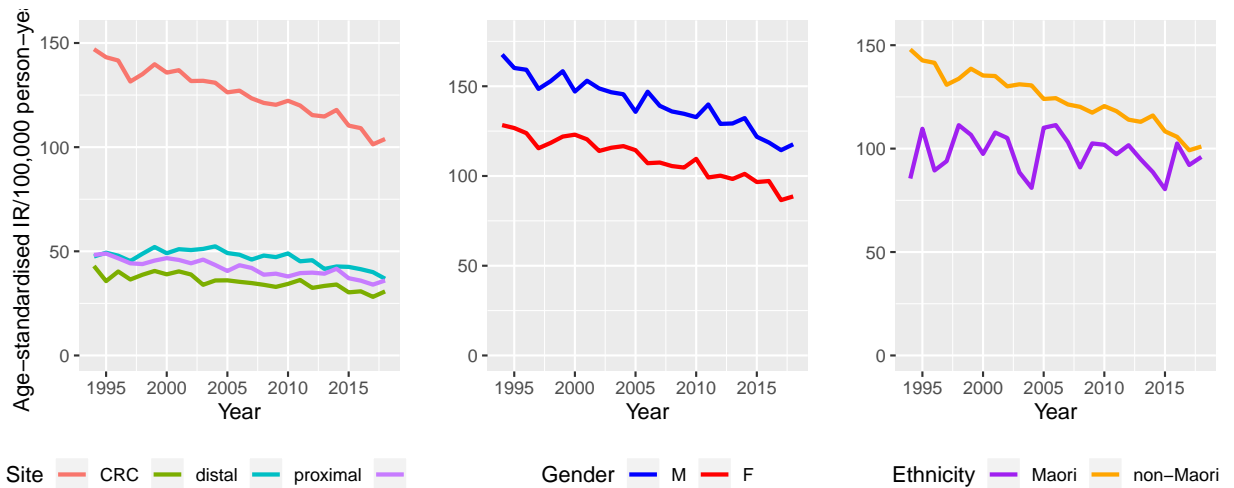 Age−standardised IR/100,000 person−ye
150
100
50
0
1995 2000 2005 2010 2015
Year
150
100
50
0
1995 2000 2005 2010 2015
Year
150
100
50
0
1995 2000 2005 2010 2015
Year
Site CRC distal proximal
Gender M F
Ethnicity Maori non−Maori